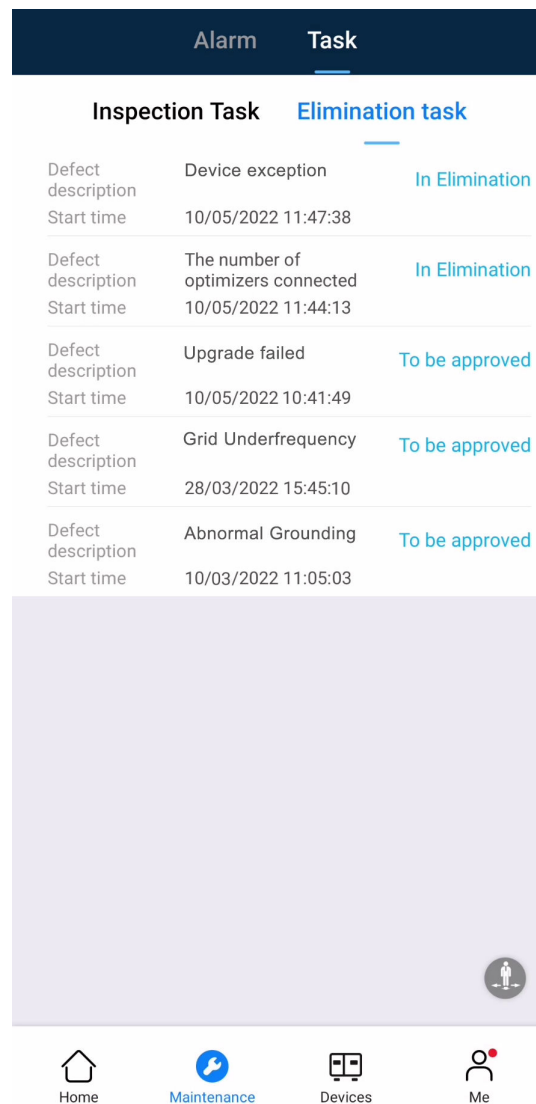 Alarm Task
Inspection Task Elimination task
Defect description Device exception In Elimination
Start time 10/05/2022 11:47:38
Defect description The number of optimizers connected In Elimination
Start time 10/05/2022 11:44:13
Defect description Upgrade failed To be approved
Start time 10/05/2022 10:41:49
Defect description Grid Underfrequency To be approved
Start time 28/03/2022 15:45:10
Defect description Abnormal Grounding To be approved
Start time 10/03/2022 11:05:03
Home Maintenance Devices Me